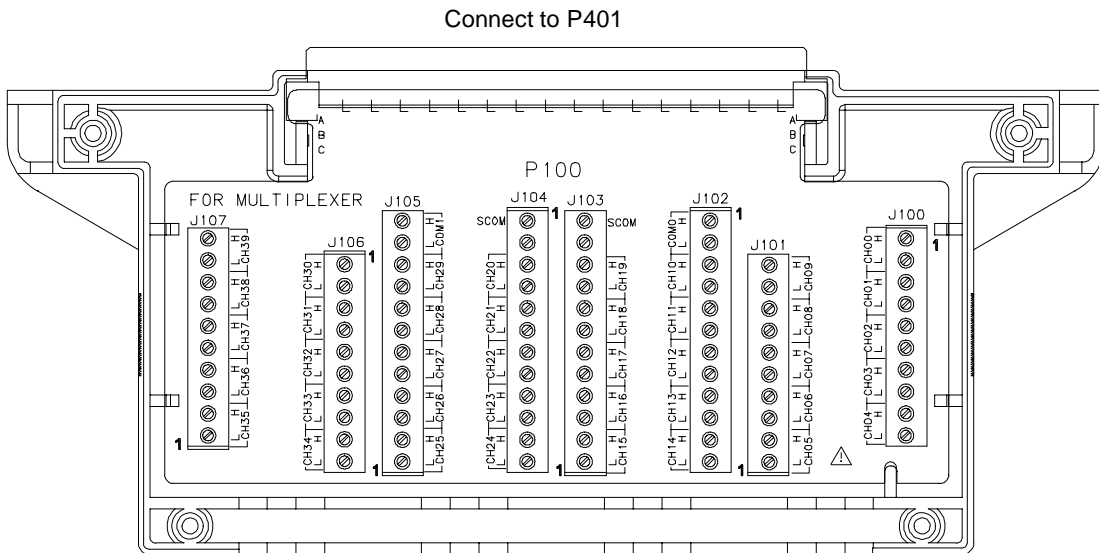 Connect to P401
A A
B B
C C
P100
FOR MULTIPLEXER
J107
J106
J105
J104
J103
J102
J101
J100
H CH39 L
H CH38 L
H CH37 L
H CH36 L
H CH35 L
1
1
CH30 H L
CH31 H L
CH32 H L
CH33 H L
CH34 H L
H COM1 L
H CH29 L
H CH28 L
H CH27 L
H CH26 L
H CH25 L
1
SCOM
1
CH20 H L
CH21 H L
CH22 H L
CH23 H L
CH24 H L
SCOM
H CH19 L
H CH18 L
H CH17 L
H CH16 L
H CH15 L
1
1
COM0 H L
CH10 H L
CH11 H L
CH12 H L
CH13 H L
CH14 H L
H CH09 L
H CH08 L
H CH07 L
H CH06 L
H CH05 L
1
1
CH00 H L
CH01 H L
CH02 H L
CH03 H L
CH04 H L